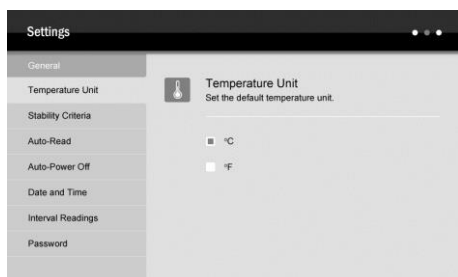 Settings
General
Temperature Unit
Stability Criteria
Auto-Read
Auto-Power Off
Date and Time
Interval Readings
Password
Temperature Unit
Set the default temperature unit.
°C
°F